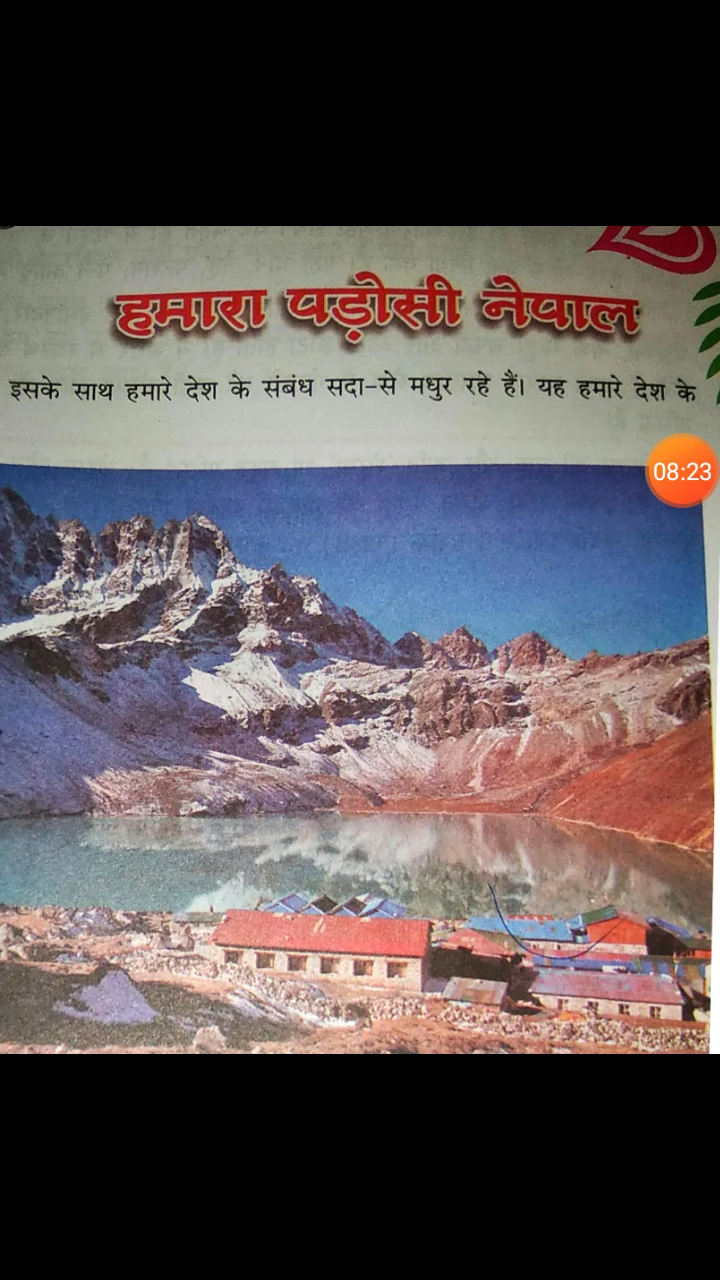 हमारा पड़ोसी नेपाल
इसके साथ हमारे देश के संबंध सदा-से मधुर रहे हैं। यह हमारे देश के
08:23